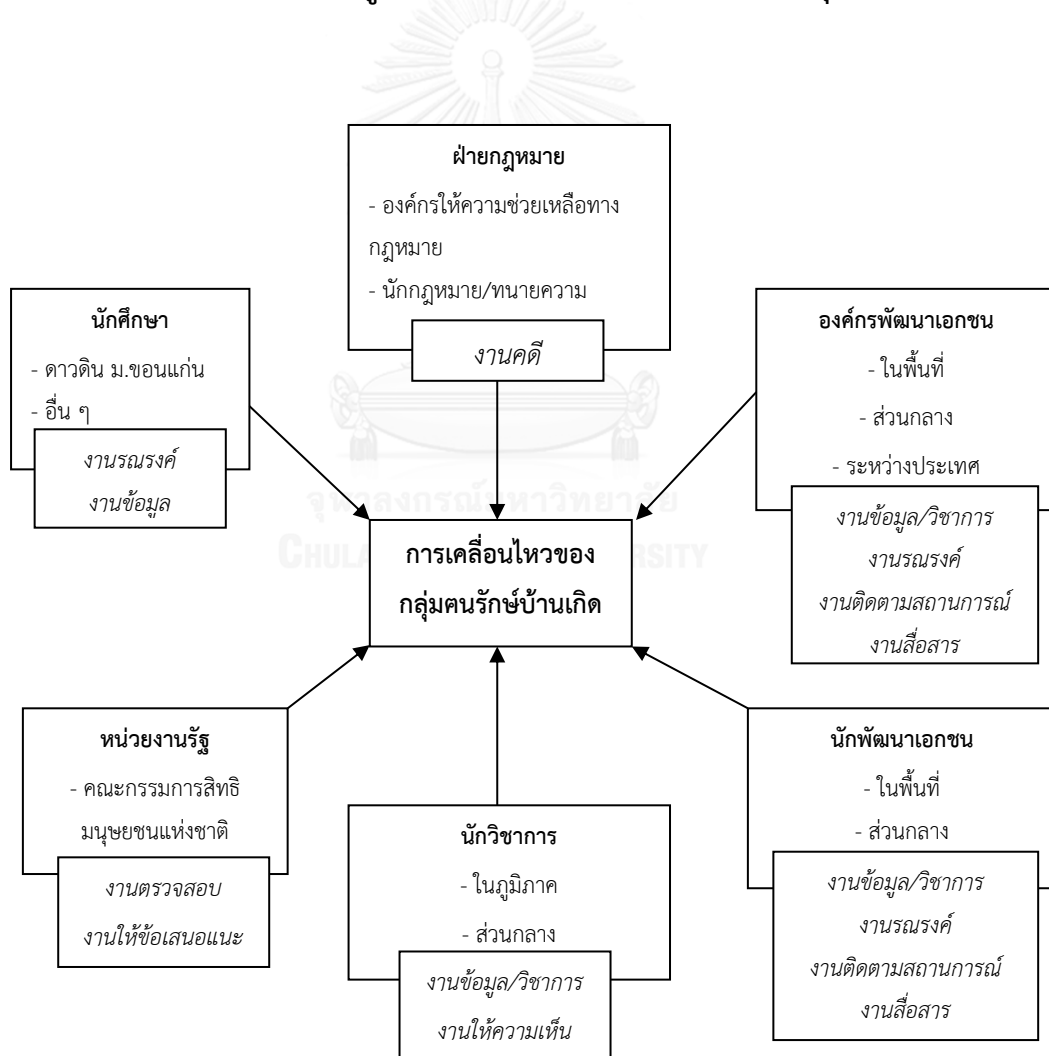 ฝ่ายกฎหมาย
- องค์กรให้ความช่วยเหลือทาง
กฎหมาย
- นักกฎหมาย/ทนายความ
งานคดี
นักศึกษา
- ดาวดิน ม.ขอนแก่น
- อื่น ๆ
งานรณรงค์
งานข้อมูล
องค์กรพัฒนาเอกชน
- ในพื้นที่
- ส่วนกลาง
- ระหว่างประเทศ
งานข้อมูล/วิชาการ
งานรณรงค์
งานติดตามสถานการณ์
งานสื่อสาร
การเคลื่อนไหวของ
กลุ่มฅนรักษ์บ้านเกิด
หน่วยงานรัฐ
- คณะกรรมการสิทธิ
มนุษยชนแห่งชาติ
งานตรวจสอบ
งานให้ข้อเสนอแนะ
นักวิชาการ
- ในภูมิภาค
- ส่วนกลาง
งานข้อมูล/วิชาการ
งานให้ความเห็น
นักพัฒนาเอกชน
- ในพื้นที่
- ส่วนกลาง
งานข้อมูล/วิชาการ
งานรณรงค์
งานติดตามสถานการณ์
งานสื่อสาร